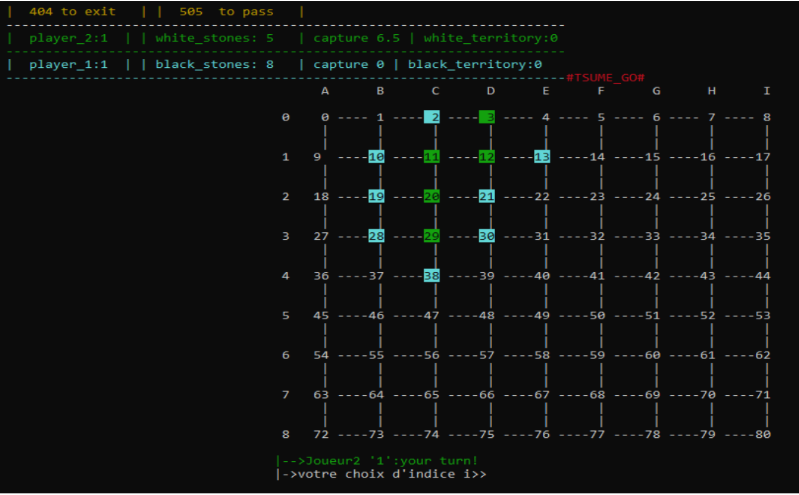 | 404 to exit | | 505 to pass |
| player_2:1 | | white_stones: 5 | capture 6.5 | white_territory:0
| player_1:1 | | black_stones: 8 | capture 0 | black_territory:0
#TSUME_GO#
A B C D E F G H I
0 0 ---- 1 ---- 2 ---- 3 ---- 4 ---- 5 ---- 6 ---- 7 ---- 8
1 9 ----10 ----11 ----12 ----13 ----14 ----15 ----16 ----17
2 18 ----19 ----20 ----21 ----22 ----23 ----24 ----25 ----26
3 27 ----28 ----29 ----30 ----31 ----32 ----33 ----34 ----35
4 36 ----37 ----38 ----39 ----40 ----41 ----42 ----43 ----44
5 45 ----46 ----47 ----48 ----49 ----50 ----51 ----52 ----53
6 54 ----55 ----56 ----57 ----58 ----59 ----60 ----61 ----62
7 63 ----64 ----65 ----66 ----67 ----68 ----69 ----70 ----71
8 72 ----73 ----74 ----75 ----76 ----77 ----78 ----79 ----80
|-->Joueur2 '1':your turn!
|->votre choix d'indice i>>